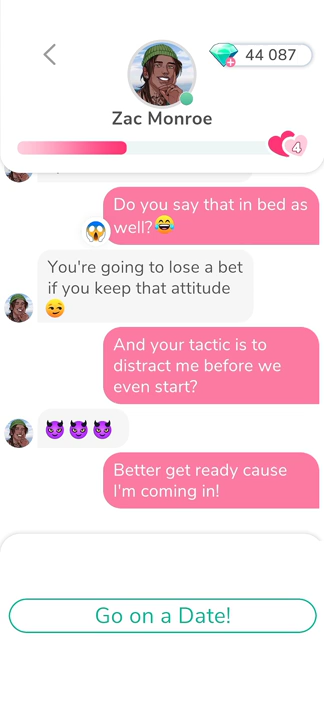 44 087
Zac Monroe
4
Do you say that in bed as
well?😂
You're going to lose a bet
if you keep that attitude
😏
And your tactic is to
distract me before we
even start?
😈😈😈
Better get ready cause
I'm coming in!
Go on a Date!